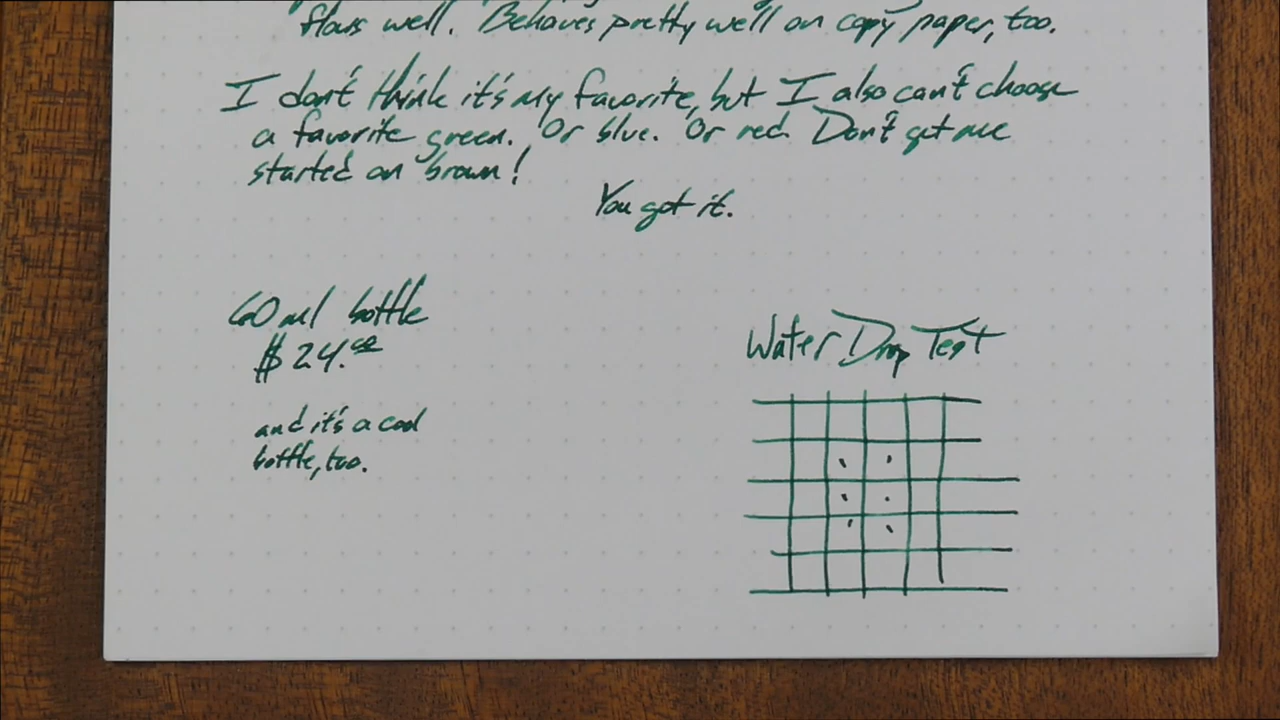 flows well. Behaves pretty well on copy paper, too.
I don't think it's my favorite, but I also can't choose
a favorite green. Or blue. Or red. Don't get me
started on brown!
You got it.
60 ml bottle
$24.00
and it's a cool
bottle, too.
Water Drop Test